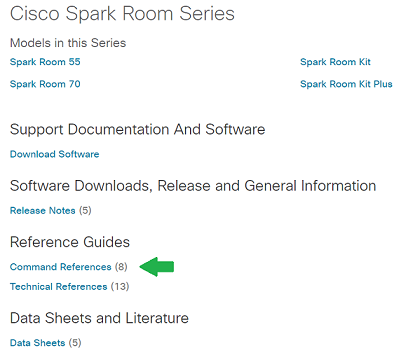 Cisco Spark Room Series
Models in this Series
Spark Room 55 Spark Room Kit
Spark Room 70 Spark Room Kit Plus
Support Documentation And Software
Download Software
Software Downloads, Release and General Information
Release Notes (5)
Reference Guides
Command References (8)
Technical References (13)
Data Sheets and Literature
Data Sheets (5)